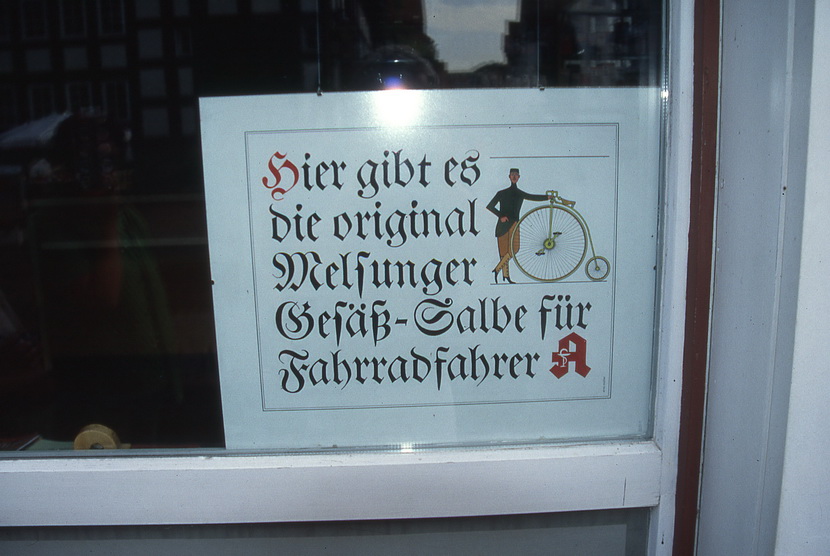 Hier gibt es
die original
Melsunger
Gesäß-Salbe für
Fahrradfahrer A